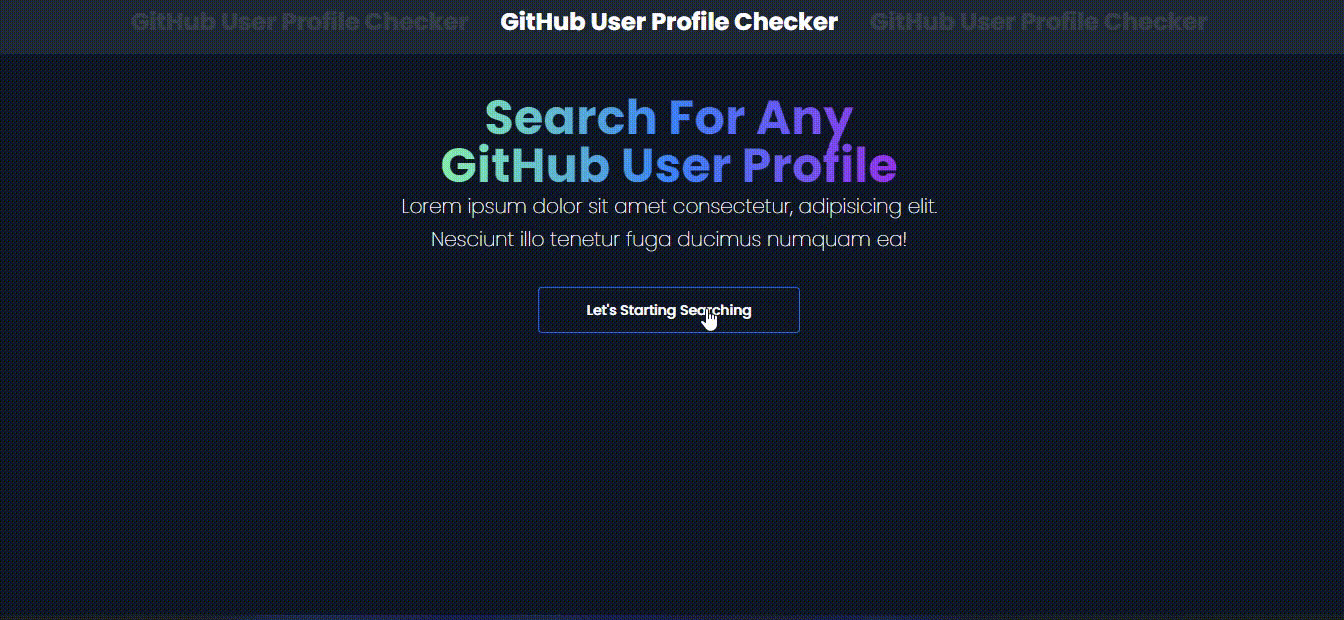 GitHub User Profile Checker GitHub User Profile Checker GitHub User Profile Checker
Search For Any
GitHub User Profile
Lorem ipsum dolor sit amet consectetur, adipisicing elit.
Nesciunt illo tenetur fuga ducimus numquam ea!
Let's Starting Searching